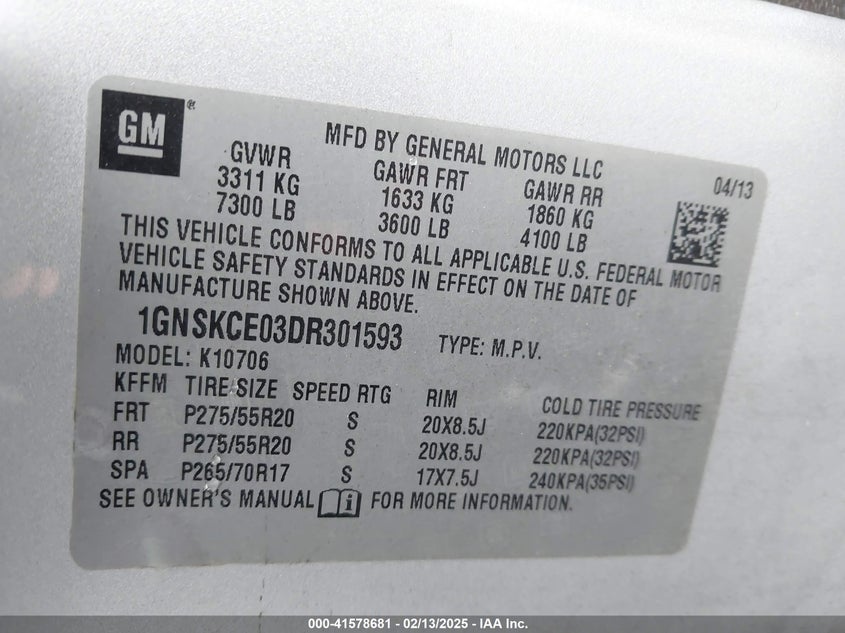 GM®
MFD BY GENERAL MOTORS LLC
04/13
GVWR GAWR FRT GAWR RR
3311 KG 1633 KG 1860 KG
7300 LB 3600 LB 4100 LB
THIS VEHICLE CONFORMS TO ALL APPLICABLE U.S. FEDERAL MOTOR
VEHICLE SAFETY STANDARDS IN EFFECT ON THE DATE OF
MANUFACTURE SHOWN ABOVE.
1GNSKCE03DR301593 TYPE: M.P.V.
MODEL: K10706
KFFM TIRE SIZE SPEED RTG RIM COLD TIRE PRESSURE
FRT P275/55R20 S 20X8.5J 220KPA(32PSI)
RR P275/55R20 S 20X8.5J 220KPA(32PSI)
SPA P265/70R17 S 17X7.5J 240KPA(35PSI)
SEE OWNER'S MANUAL i FOR MORE INFORMATION.
000-41578681 - 02/13/2025 - IAA Inc.